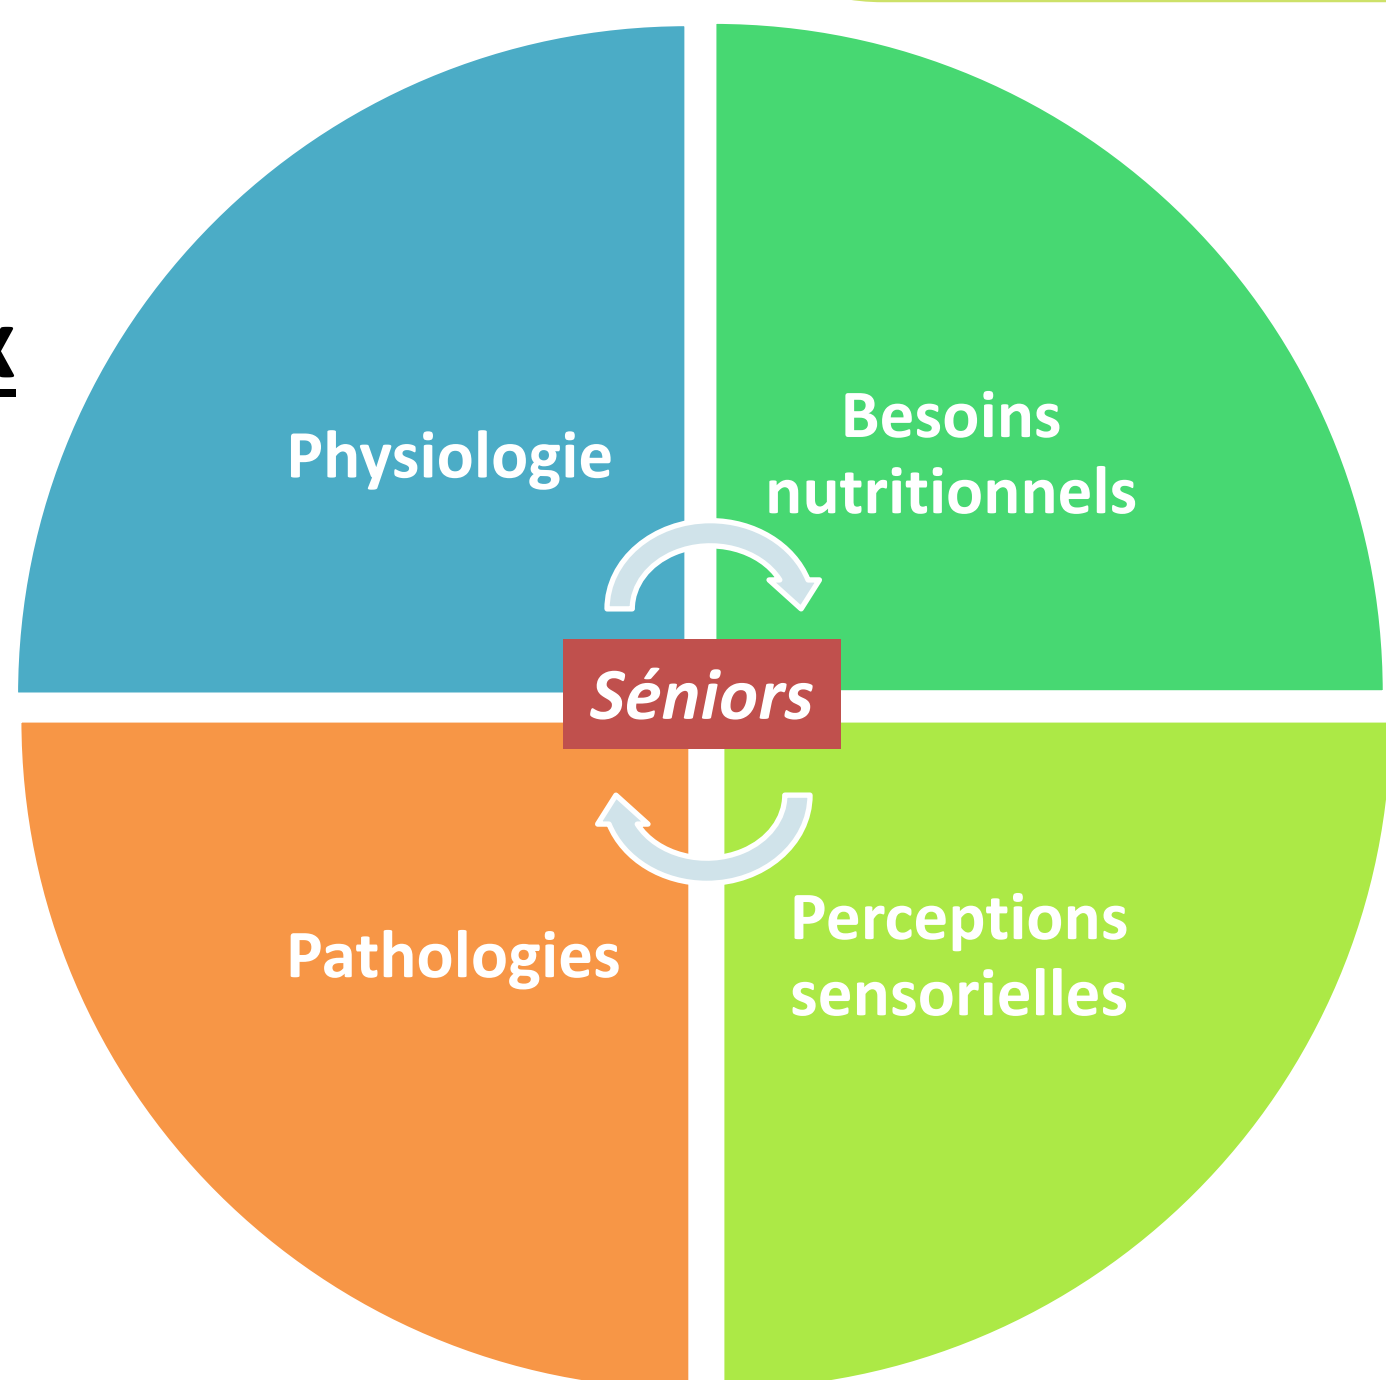 x
Physiologie
Besoins
nutritionnels
Séniors
Pathologies
Perceptions
sensorielles